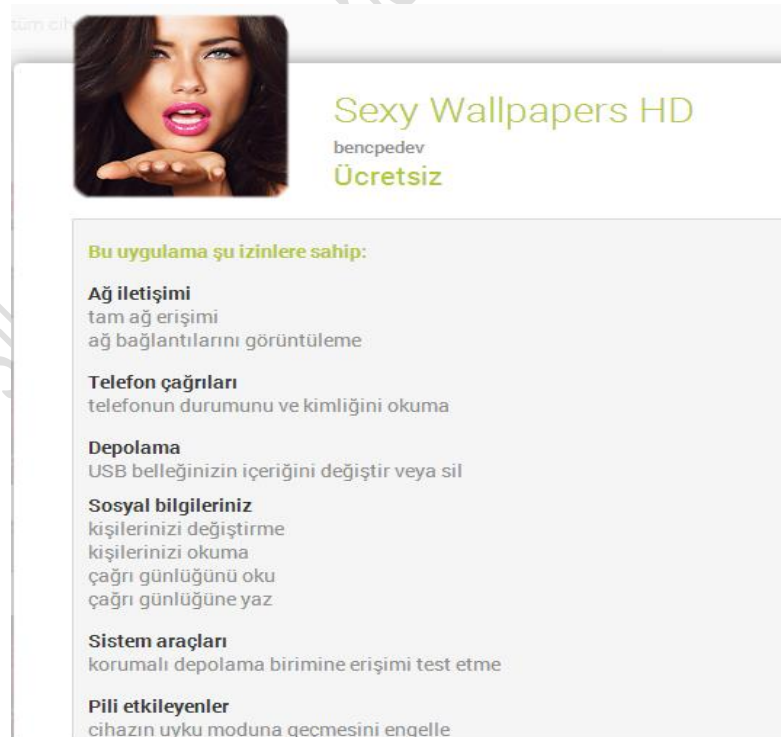 tüm cih
Sexy Wallpapers HD
bencpedev
Ücretsiz
Bu uygulama şu izinlere sahip:
Ağ iletişimi
tam ağ erişimi
ağ bağlantılarını görüntüleme
Telefon çağrıları
telefonun durumunu ve kimliğini okuma
Depolama
USB belleğinizin içeriğini değiştir veya sil
Sosyal bilgileriniz
kişilerinizi değiştirme
kişilerinizi okuma
çağrı günlüğünü oku
çağrı günlüğüne yaz
Sistem araçları
korumalı depolama birimine erişimi test etme
Pili etkileyenler
cihazın uyku moduna geçmesini engelle